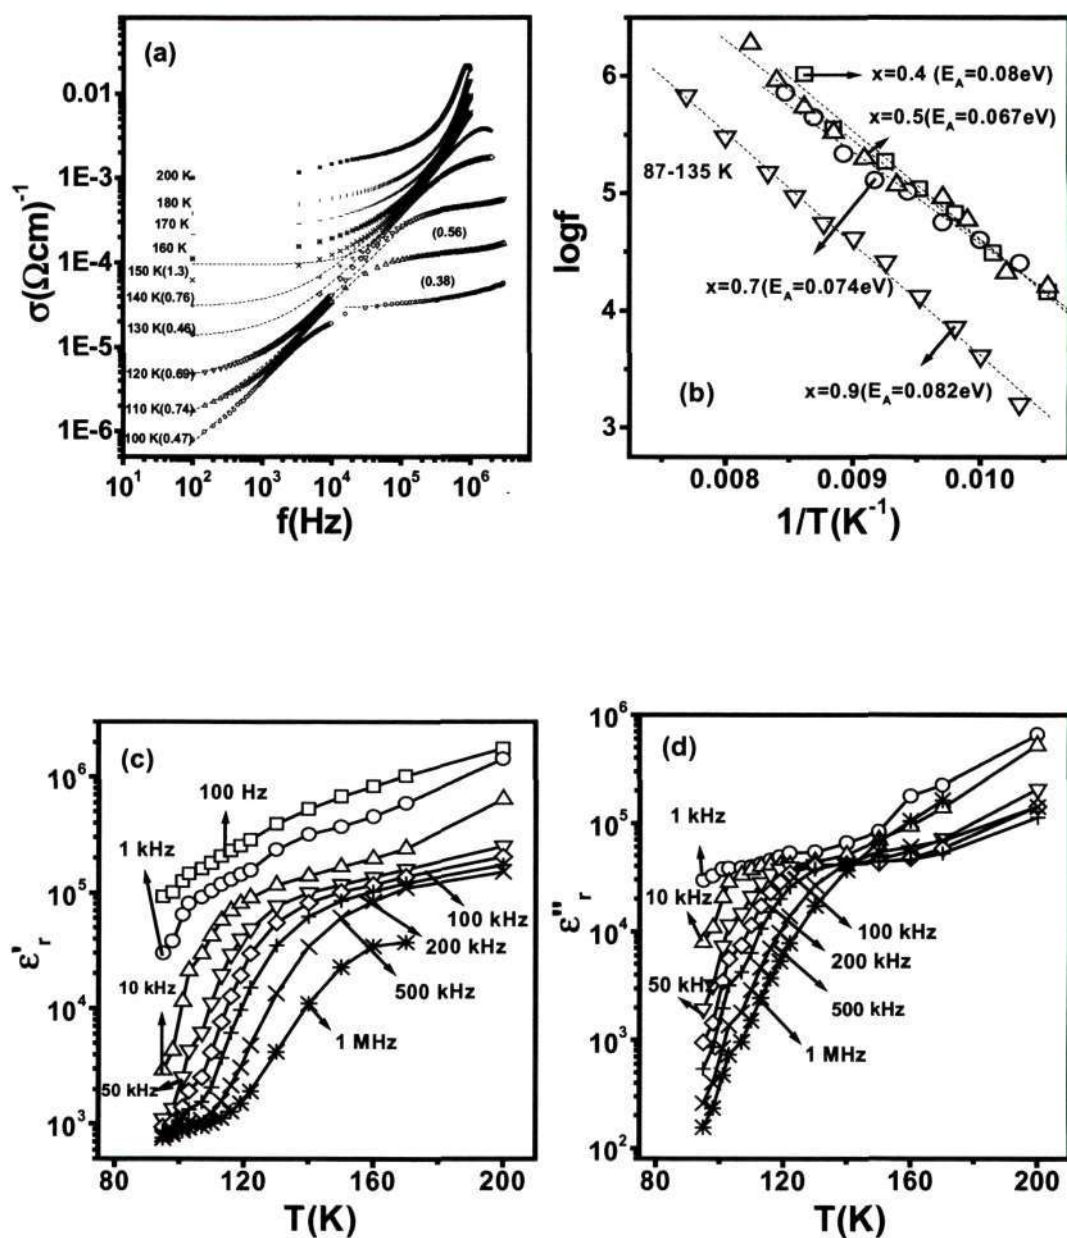 (a)
0.01
1E-3
1E-4
1E-5
1E-6
σ(Ωcm)⁻¹
200 K
180 K
170 K
160 K
150 K(1.3)
140 K(0.76)
130 K(0.46)
120 K(0.69)
110 K(0.74)
100 K(0.47)
(0.56)
(0.38)
10¹ 10² 10³ 10⁴ 10⁵ 10⁶
f(Hz)
(b)
6
5
4
3
logf
x=0.4 (E_A=0.08eV)
x=0.5(E_A=0.067eV)
87-135 K
x=0.7(E_A=0.074eV)
x=0.9(E_A=0.082eV)
0.008 0.009 0.010
1/T(K⁻¹)
(c)
10⁶
10⁵
10⁴
10³
ε'r
100 Hz
1 kHz
10 kHz
50 kHz
100 kHz
200 kHz
500 kHz
1 MHz
80 120 160 200
T(K)
(d)
10⁶
10⁵
10⁴
10³
10²
ε''r
1 kHz
10 kHz
50 kHz
100 kHz
200 kHz
500 kHz
1 MHz
80 120 160 200
T(K)